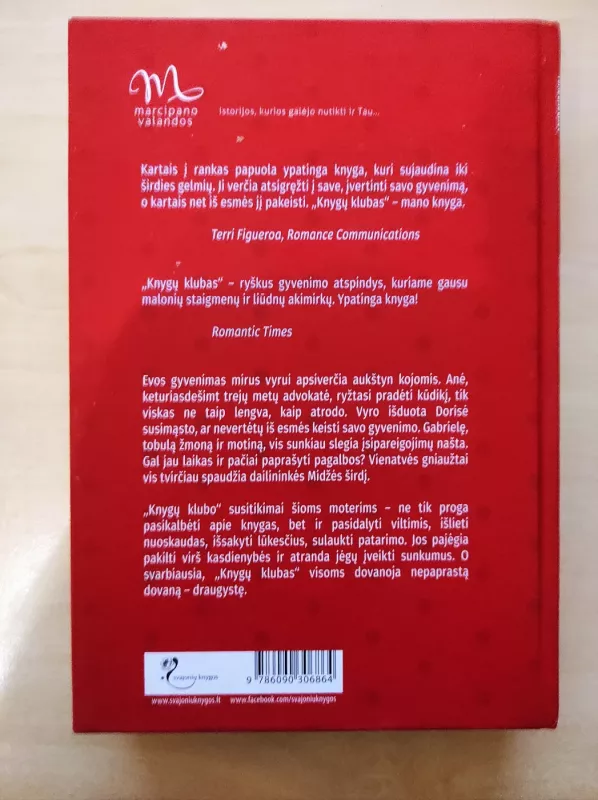 m
marcipano
valandos
Istorijos, kurios galėjo nutikti ir Tau...
Kartais į rankas papuola ypatinga knyga, kuri sujaudina iki
širdies gelmių. Ji verčia atsigręžti į save, įvertinti savo gyvenimą,
o kartais net iš esmės jį pakeisti. „Knygų klubas“ – mano knyga.
Terri Figueroa, Romance Communications
„Knygų klubas“ – ryškus gyvenimo atspindys, kuriame gausu
malonių staigmenų ir liūdnų akimirkų. Ypatinga knyga!
Romantic Times
Evos gyvenimas mirus vyrui apsiverčia aukštyn kojomis. Anė,
keturiasdešimt trejų metų advokatė, ryžtasi pradėti kūdikį, tik
viskas ne taip lengva, kaip atrodo. Vyro išduota Dorisė
susimąsto, ar nevertėtų iš esmės keisti savo gyvenimo. Gabrielę,
tobulą žmoną ir motiną, vis sunkiau slegia įsipareigojimų našta.
Gal jau laikas ir pačiai paprašyti pagalbos? Vienatvės gniaužtai
vis tvirčiau spaudžia dailininkės Midžės širdį.
„Knygų klubo“ susitikimai šioms moterims – ne tik proga
pasikalbėti apie knygas, bet ir pasidalyti viltimis, išlieti
nuoskaudas, išsakyti lūkesčius, sulaukti patarimo. Jos pajėgia
pakilti virš kasdienybės ir atranda jėgų įveikti sunkumus. O
svarbiausia, „Knygų klubas“ visoms dovanoja nepaprastą
dovaną – draugystę.
svajonių knygos
9 786090 306864
www.svajoniuknygos.lt www.facebook.com/svajoniuknygos